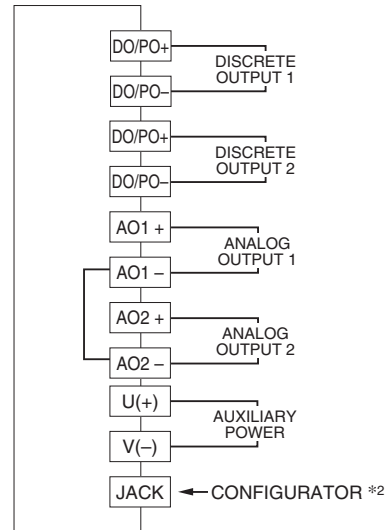 DO/PO+
DISCRETE
OUTPUT 1
DO/PO–
DO/PO+
DISCRETE
OUTPUT 2
DO/PO–
AO1 +
ANALOG
OUTPUT 1
AO1 –
AO2 +
ANALOG
OUTPUT 2
AO2 –
U(+)
AUXILIARY
POWER
V(–)
JACK CONFIGURATOR *2